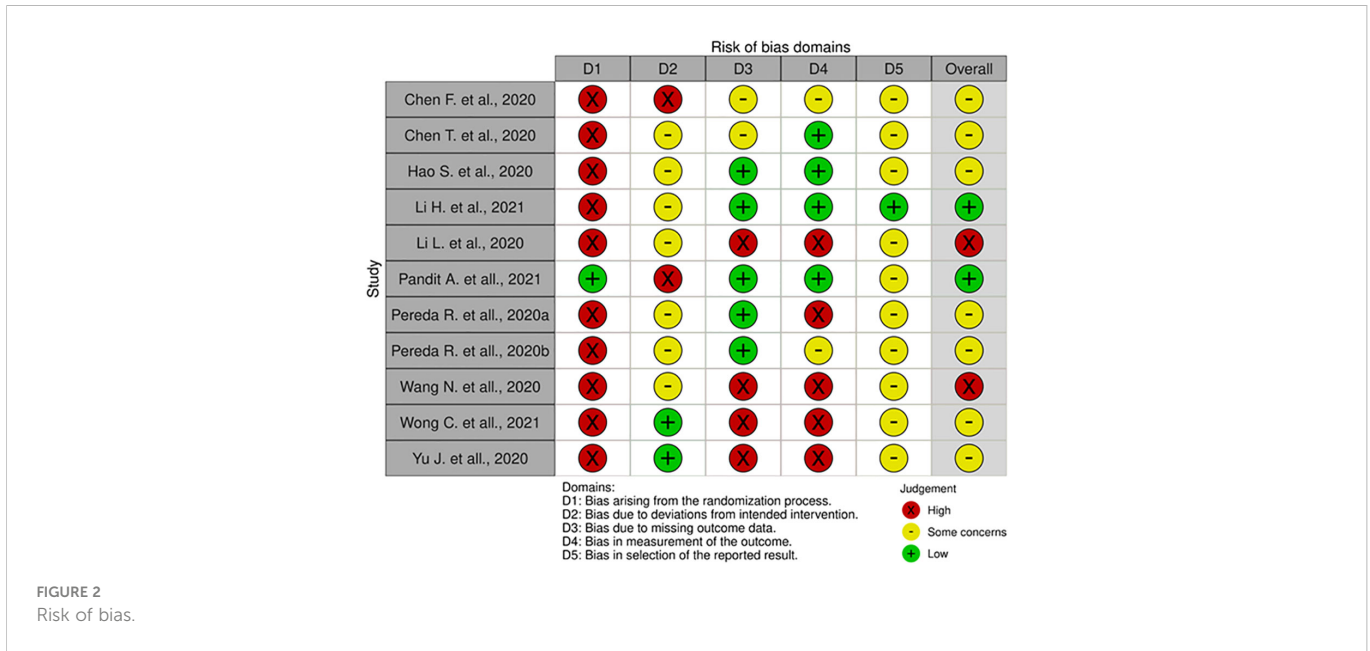 Risk of bias domains
D1 D2 D3 D4 D5 Overall
Study
Chen F. et al., 2020 X X - - - -
Chen T. et al., 2020 X - - + - -
Hao S. et al., 2020 X - + + - -
Li H. et al., 2021 X - + + + +
Li L. et al., 2020 X - X X - X
Pandit A. et all., 2021 + X + + - +
Pereda R. et all., 2020a X - + X - -
Pereda R. et all., 2020b X - + - - -
Wang N. et all., 2020 X - X X - X
Wong C. et all., 2021 X + X X - -
Yu J. et all., 2020 X + X X - -
Domains:
D1: Bias arising from the randomization process.
D2: Bias due to deviations from intended intervention.
D3: Bias due to missing outcome data.
D4: Bias in measurement of the outcome.
D5: Bias in selection of the reported result.
Judgement
X High
- Some concerns
+ Low
FIGURE 2
Risk of bias.